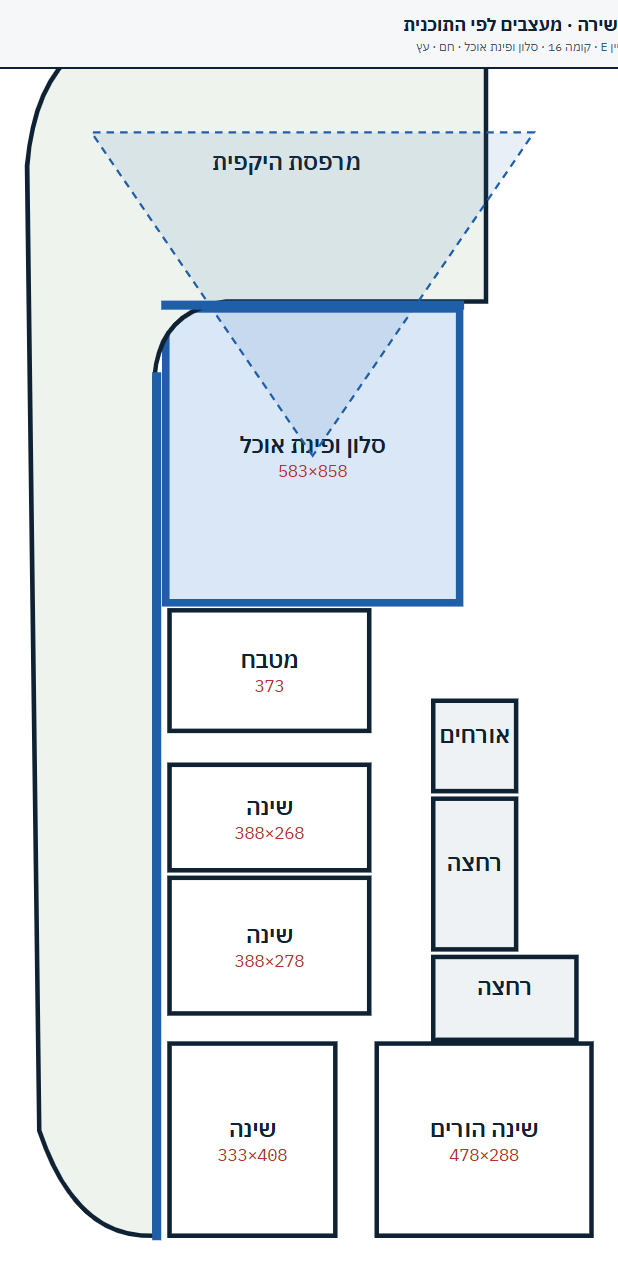 שירה · מעצבים לפי התוכנית
יין E · קומה 16 · סלון ופינת אוכל · חם · עץ
מרפסת היקפית
סלון ופינת אוכל
583×858
מטבח
373
אורחים
שינה
388×268
רחצה
שינה
388×278
רחצה
שינה
333×408
שינה הורים
478×288